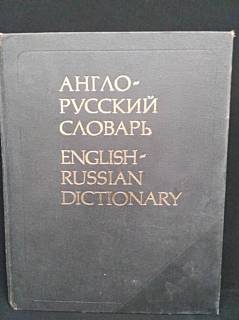 АНГЛО-
РУССКИЙ
СЛОВАРЬ
ENGLISH-
RUSSIAN
DICTIONARY